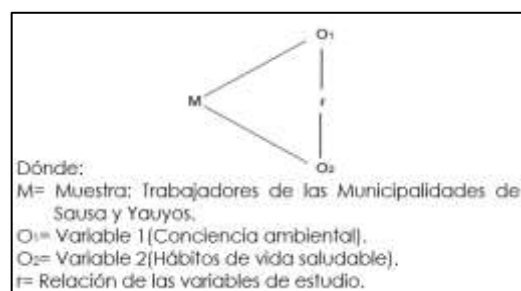 O₁
M
r
O₂
Dónde:
M= Muestra: Trabajadores de las Municipalidades de
Sausa y Yauyos.
O₁= Variable 1(Conciencia ambiental).
O₂= Variable 2(Hábitos de vida saludable).
r= Relación de las variables de estudio.